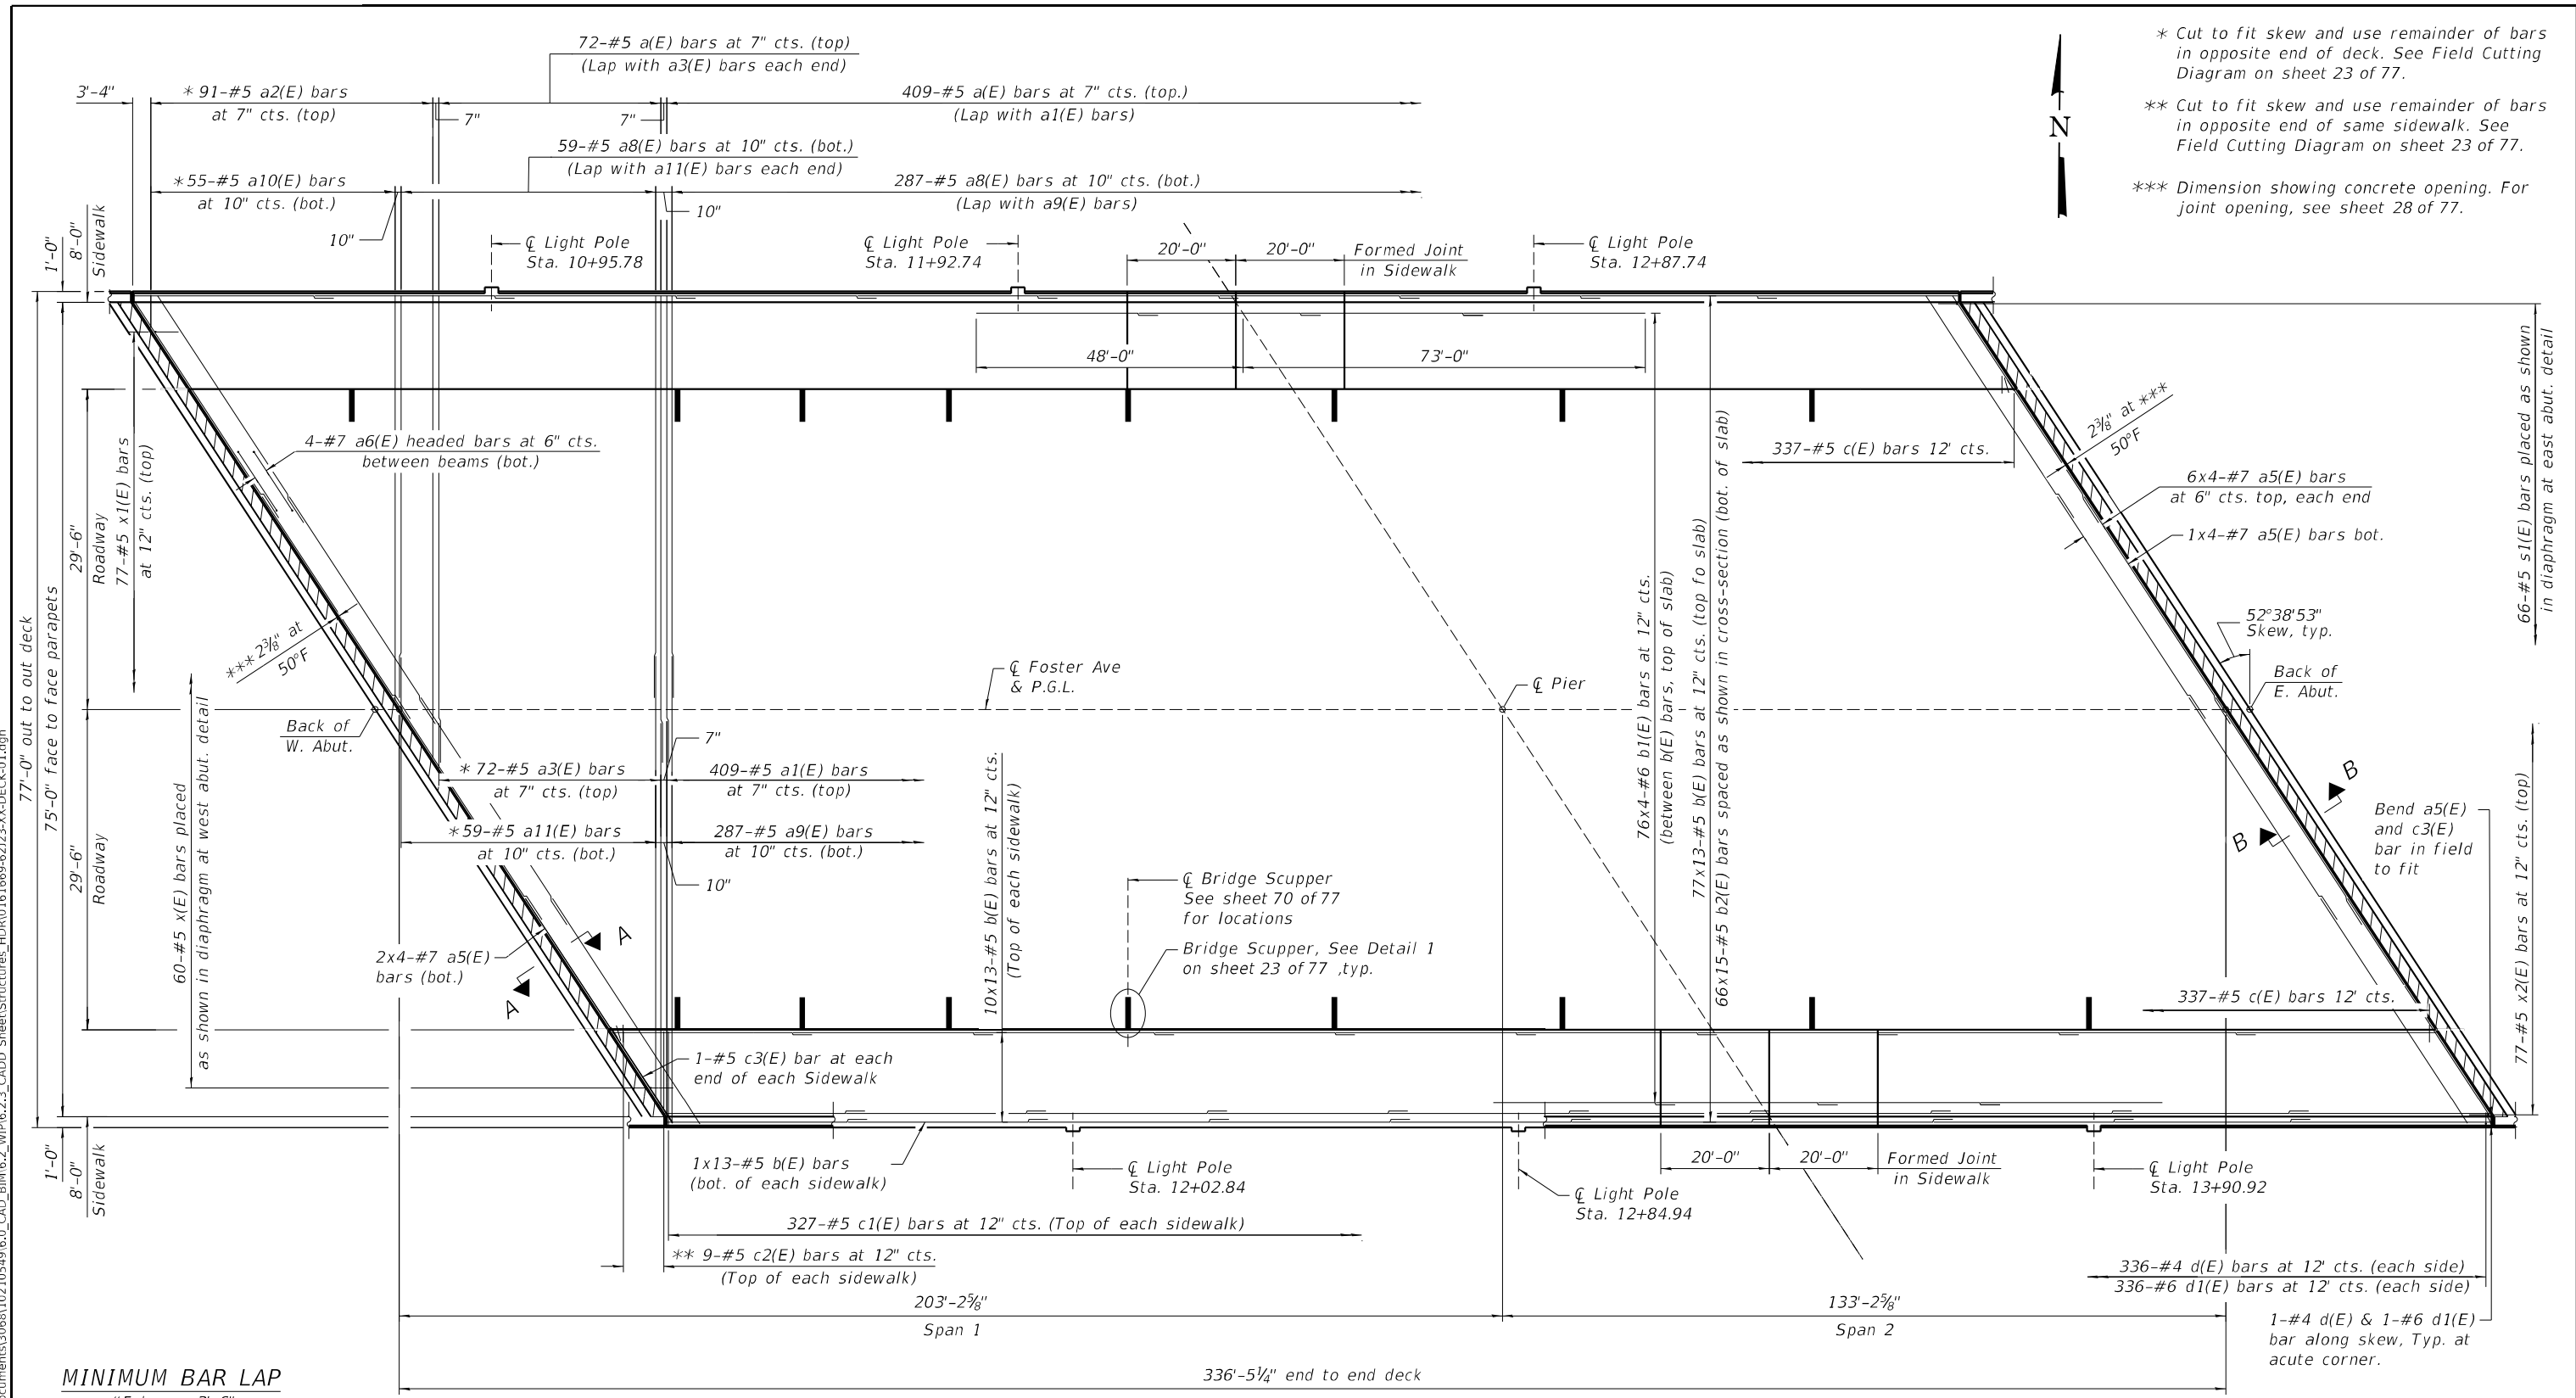 72-#5 a(E) bars at 7" cts. (top)
(Lap with a3(E) bars each end)
3'-4"
* 91-#5 a2(E) bars
at 7" cts. (top)
7"
7"
409-#5 a(E) bars at 7" cts. (top.)
(Lap with a1(E) bars)
59-#5 a8(E) bars at 10" cts. (bot.)
(Lap with a11(E) bars each end)
*55-#5 a10(E) bars
at 10" cts. (bot.)
10"
10"
287-#5 a8(E) bars at 10" cts. (bot.)
(Lap with a9(E) bars)
N
* Cut to fit skew and use remainder of bars
in opposite end of deck. See Field Cutting
Diagram on sheet 23 of 77.
** Cut to fit skew and use remainder of bars
in opposite end of same sidewalk. See
Field Cutting Diagram on sheet 23 of 77.
*** Dimension showing concrete opening. For
joint opening, see sheet 28 of 77.
1'-0"
8'-0"
Sidewalk
℄ Light Pole
Sta. 10+95.78
℄ Light Pole
Sta. 11+92.74
20'-0"
20'-0"
Formed Joint
in Sidewalk
℄ Light Pole
Sta. 12+87.74
48'-0"
73'-0"
77'-0" out to out deck
75'-0" face to face parapets
29'-6"
Roadway
77-#5 x1(E) bars
at 12" cts. (top)
4-#7 a6(E) headed bars at 6" cts.
between beams (bot.)
337-#5 c(E) bars 12' cts.
2⅜" at ***
50°F
6x4-#7 a5(E) bars
at 6" cts. top, each end
1x4-#7 a5(E) bars bot.
66-#5 s1(E) bars placed as shown
in diaphragm at east abut. detail
52°38'53"
Skew, typ.
*** 2⅜" at
50°F
℄ Foster Ave
& P.G.L.
℄ Pier
Back of
E. Abut.
Back of
W. Abut.
76x4-#6 b1(E) bars at 12" cts.
(between b(E) bars, top of slab)
77x13-#5 b(E) bars at 12" cts. (top fo slab)
66x15-#5 b2(E) bars spaced as shown in cross-section (bot. of slab)
7"
* 72-#5 a3(E) bars
at 7" cts. (top)
409-#5 a1(E) bars
at 7" cts. (top)
*59-#5 a11(E) bars
at 10" cts. (bot.)
287-#5 a9(E) bars
at 10" cts. (bot.)
10"
29'-6"
Roadway
60-#5 x(E) bars placed
as shown in diaphragm at west abut. detail
10x13-#5 b(E) bars at 12" cts.
(Top of each sidewalk)
℄ Bridge Scupper
See sheet 70 of 77
for locations
Bridge Scupper, See Detail 1
on sheet 23 of 77 ,typ.
B
B
Bend a5(E)
and c3(E)
bar in field
to fit
77-#5 x2(E) bars at 12" cts. (top)
A
A
2x4-#7 a5(E)
bars (bot.)
337-#5 c(E) bars 12' cts.
1-#5 c3(E) bar at each
end of each Sidewalk
1'-0"
8'-0"
Sidewalk
1x13-#5 b(E) bars
(bot. of each sidewalk)
℄ Light Pole
Sta. 12+02.84
℄ Light Pole
Sta. 12+84.94
20'-0"
20'-0"
Formed Joint
in Sidewalk
℄ Light Pole
Sta. 13+90.92
327-#5 c1(E) bars at 12" cts. (Top of each sidewalk)
** 9-#5 c2(E) bars at 12" cts.
(Top of each sidewalk)
336-#4 d(E) bars at 12' cts. (each side)
336-#6 d1(E) bars at 12' cts. (each side)
203'-2⅝"
Span 1
133'-2⅝"
Span 2
1-#4 d(E) & 1-#6 d1(E)
bar along skew, Typ. at
acute corner.
336'-5¼" end to end deck
MINIMUM BAR LAP